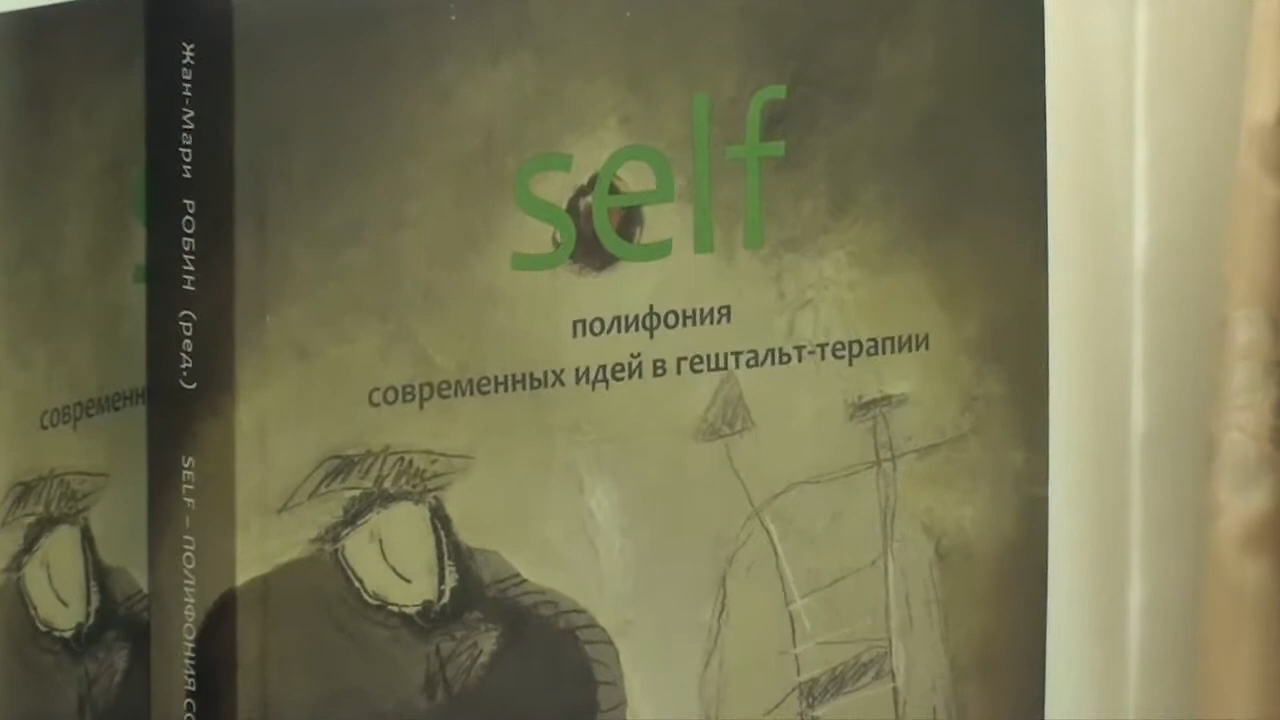 self
полифония
современных идей в гештальт-терапии
Жан-Мари РОБИН (ред.) SELF – ПОЛИФОНИЯ СО
современн